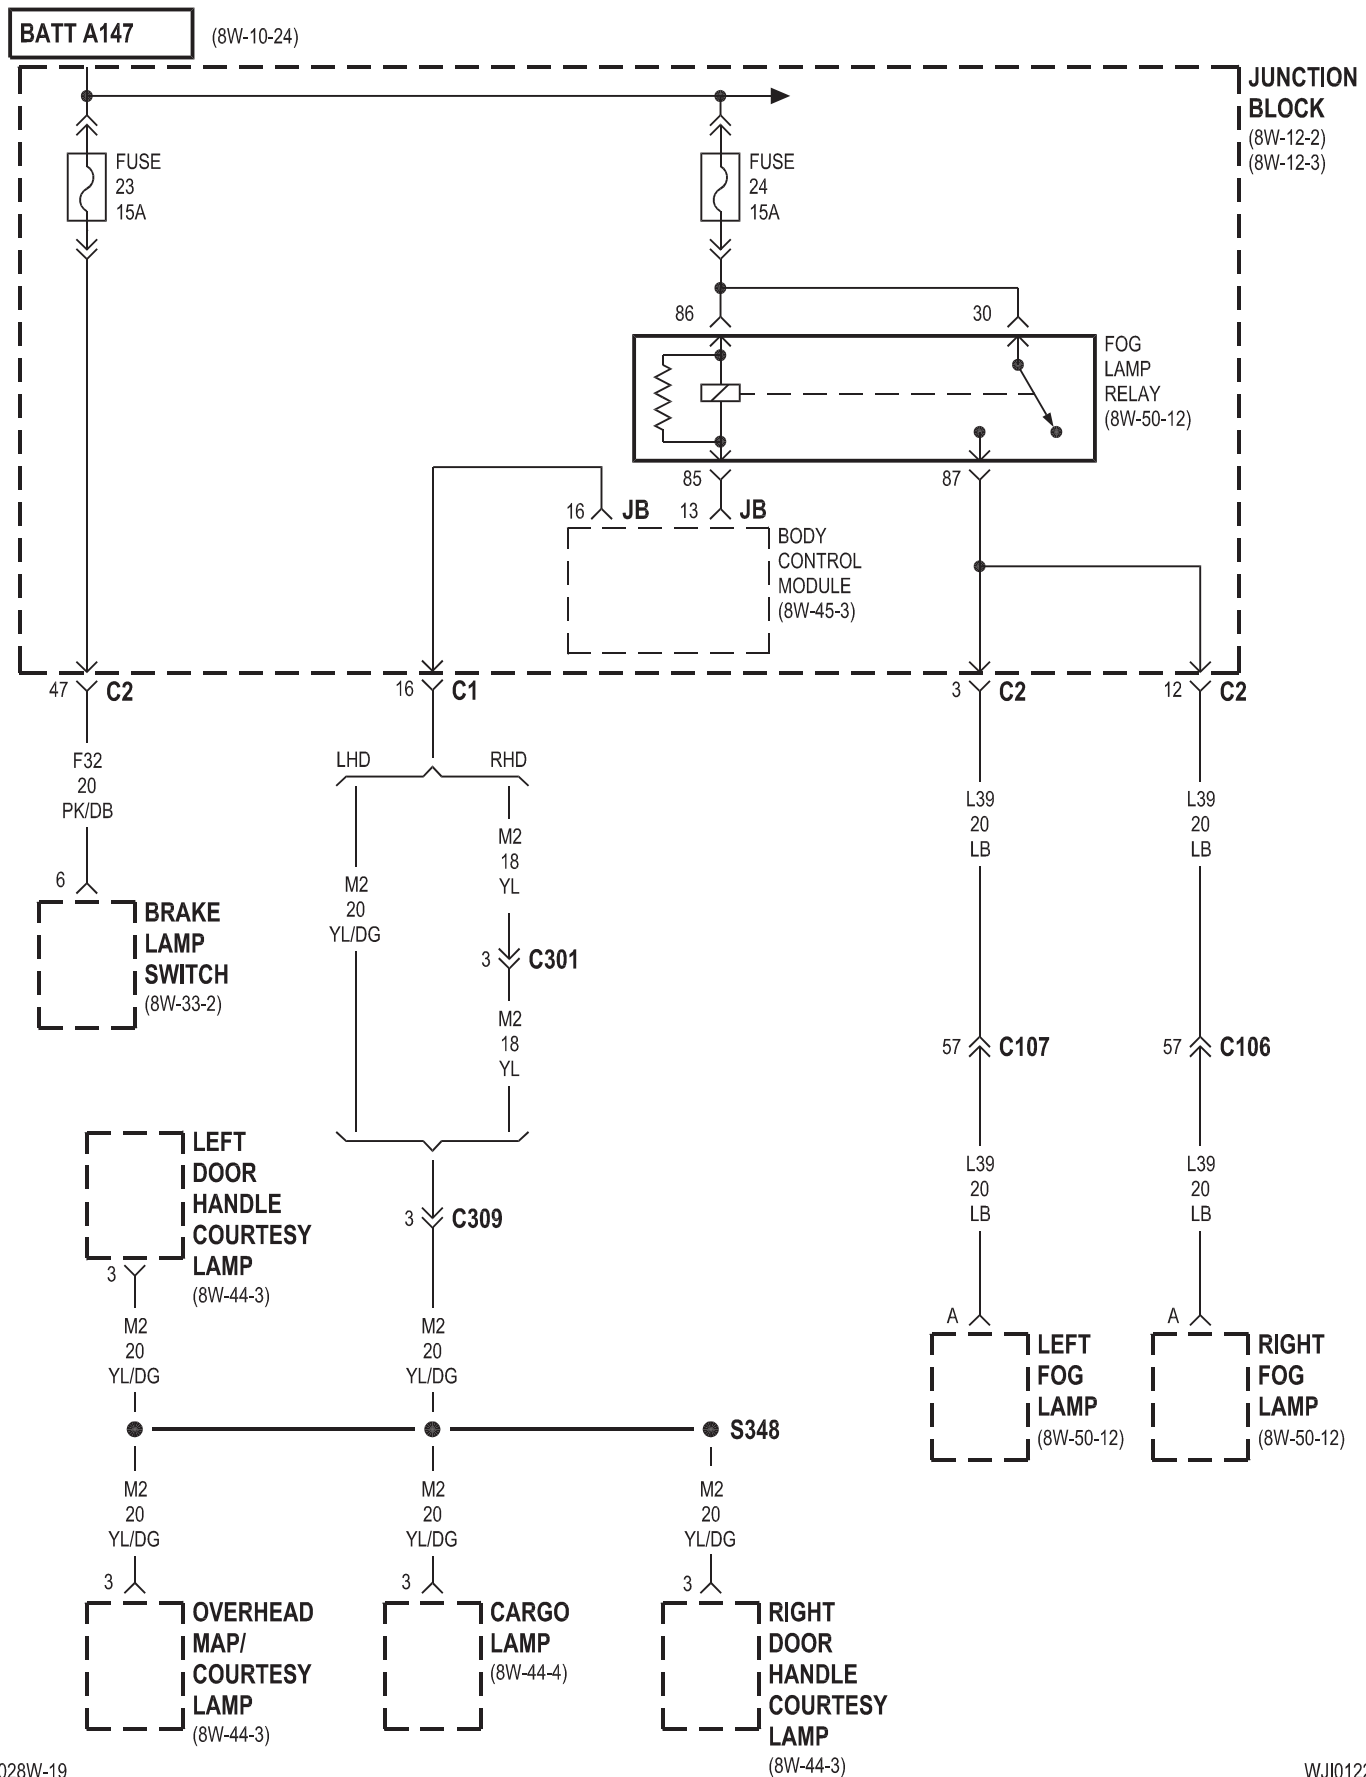 BATT A147
(8W-10-24)
JUNCTION
BLOCK
(8W-12-2)
(8W-12-3)
FUSE
23
15A
FUSE
24
15A
86
30
FOG
LAMP
RELAY
(8W-50-12)
85
87
16
JB
13
JB
BODY
CONTROL
MODULE
(8W-45-3)
47
C2
16
C1
3
C2
12
C2
F32
20
PK/DB
LHD
RHD
L39
20
LB
L39
20
LB
M2
18
YL
M2
20
YL/DG
6
BRAKE
LAMP
SWITCH
(8W-33-2)
3
C301
M2
18
YL
57
C107
57
C106
LEFT
DOOR
HANDLE
COURTESY
LAMP
(8W-44-3)
3
3
C309
L39
20
LB
L39
20
LB
M2
20
YL/DG
M2
20
YL/DG
A
LEFT
FOG
LAMP
(8W-50-12)
A
RIGHT
FOG
LAMP
(8W-50-12)
S348
M2
20
YL/DG
M2
20
YL/DG
M2
20
YL/DG
3
OVERHEAD
MAP/
COURTESY
LAMP
(8W-44-3)
3
CARGO
LAMP
(8W-44-4)
3
RIGHT
DOOR
HANDLE
COURTESY
LAMP
(8W-44-3)
028W-19
WJI0122